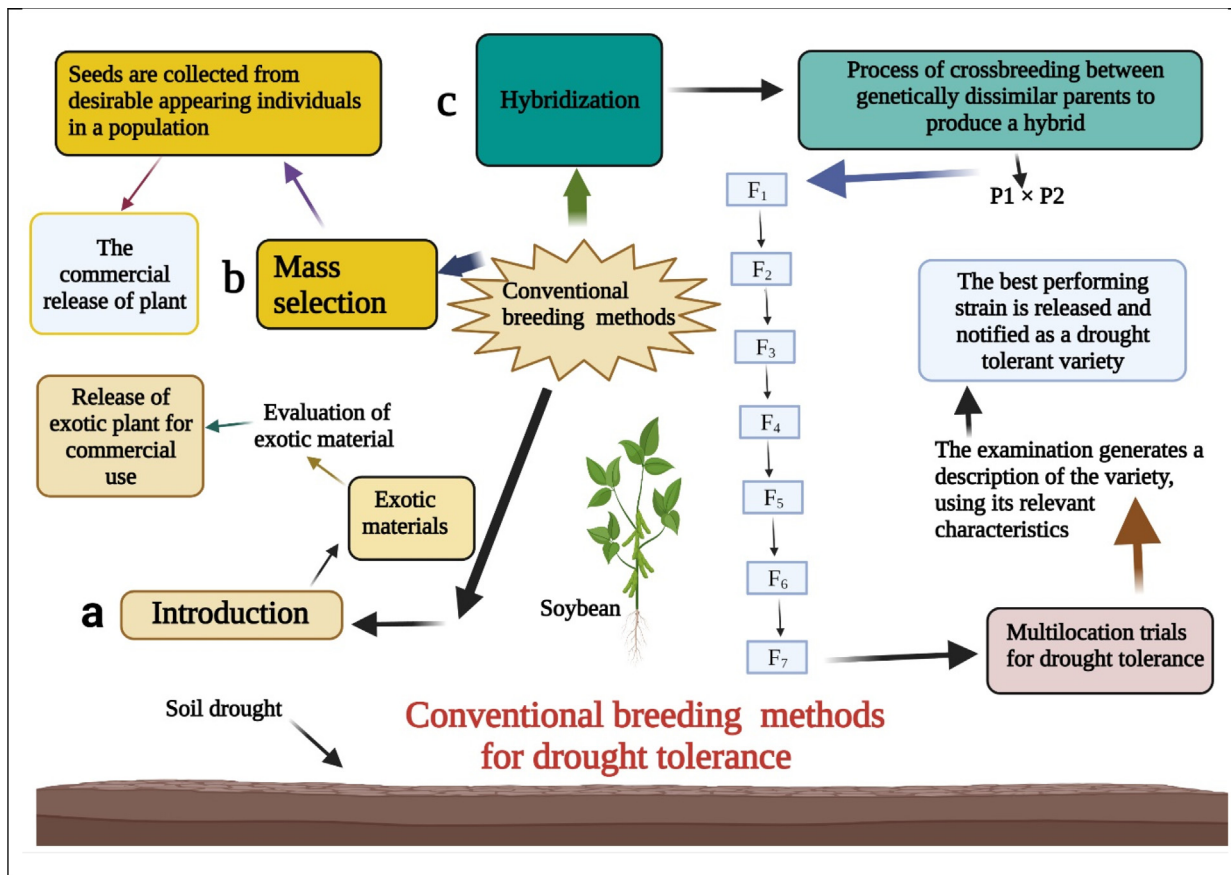 Seeds are collected from
desirable appearing individuals
in a population
The
commercial
release of plant
b
Mass
selection
c
Hybridization
Process of crossbreeding between
genetically dissimilar parents to
produce a hybrid
P1 × P2
Conventional
breeding methods
F1
F2
F3
F4
F5
F6
F7
The best performing
strain is released and
notified as a drought
tolerant variety
The examination generates a
description of the variety,
using its relevant
characteristics
Multilocation trials
for drought tolerance
Release of
exotic plant for
commercial
use
Evaluation of
exotic material
Exotic
materials
a
Introduction
Soybean
Soil drought
Conventional breeding methods
for drought tolerance